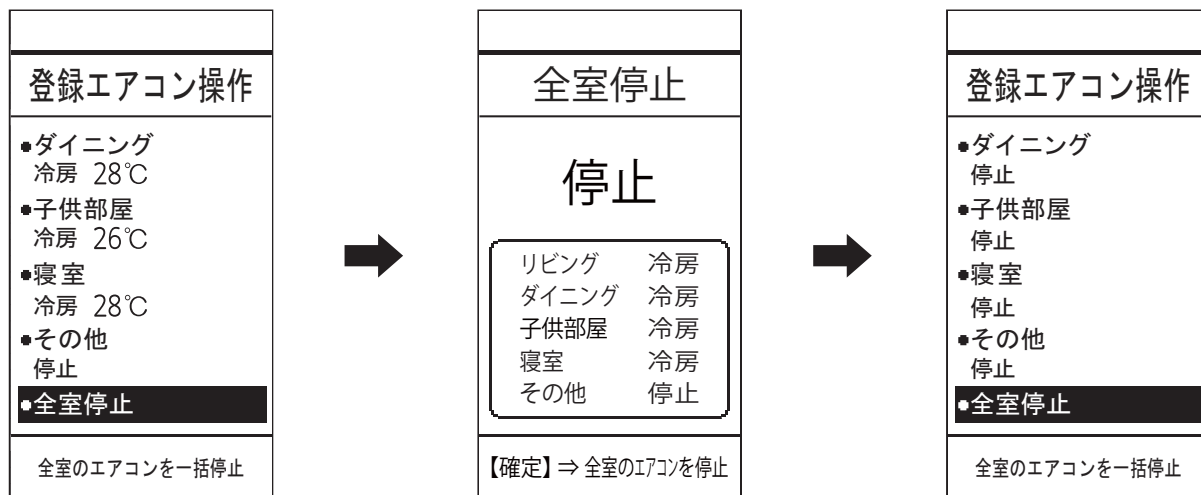 登録エアコン操作
●ダイニング
冷房 28℃
●子供部屋
冷房 26℃
●寝室
冷房 28℃
●その他
停止
●全室停止
全室のエアコンを一括停止
全室停止
停止
リビング 冷房
ダイニング 冷房
子供部屋 冷房
寝室 冷房
その他 停止
【確定】⇒全室のエアコンを停止
登録エアコン操作
●ダイニング
停止
●子供部屋
停止
●寝室
停止
●その他
停止
●全室停止
全室のエアコンを一括停止